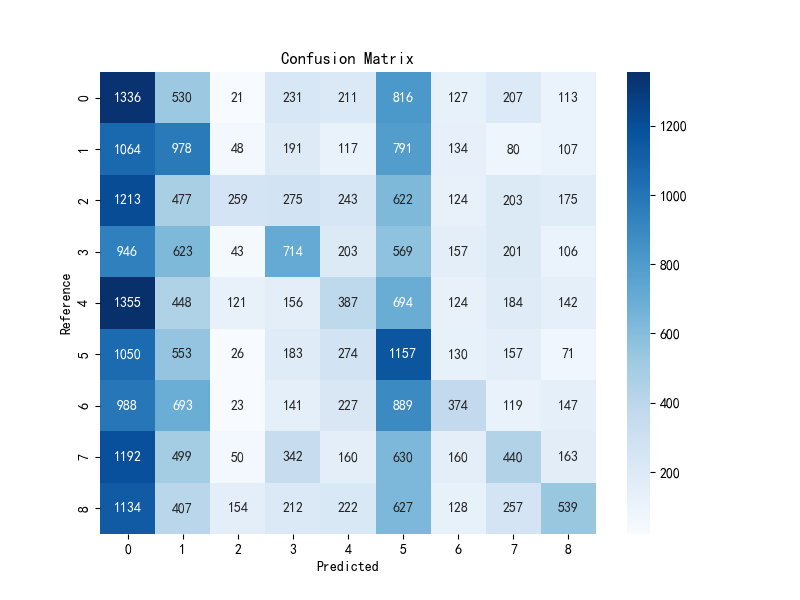 Confusion Matrix
0 1336 530 21 231 211 816 127 207 113
1 1064 978 48 191 117 791 134 80 107
2 1213 477 259 275 243 622 124 203 175
3 946 623 43 714 203 569 157 201 106
4 1355 448 121 156 387 694 124 184 142
5 1050 553 26 183 274 1157 130 157 71
6 988 693 23 141 227 889 374 119 147
7 1192 499 50 342 160 630 160 440 163
8 1134 407 154 212 222 627 128 257 539
0 1 2 3 4 5 6 7 8
Predicted
Reference
1200
1000
800
600
400
200